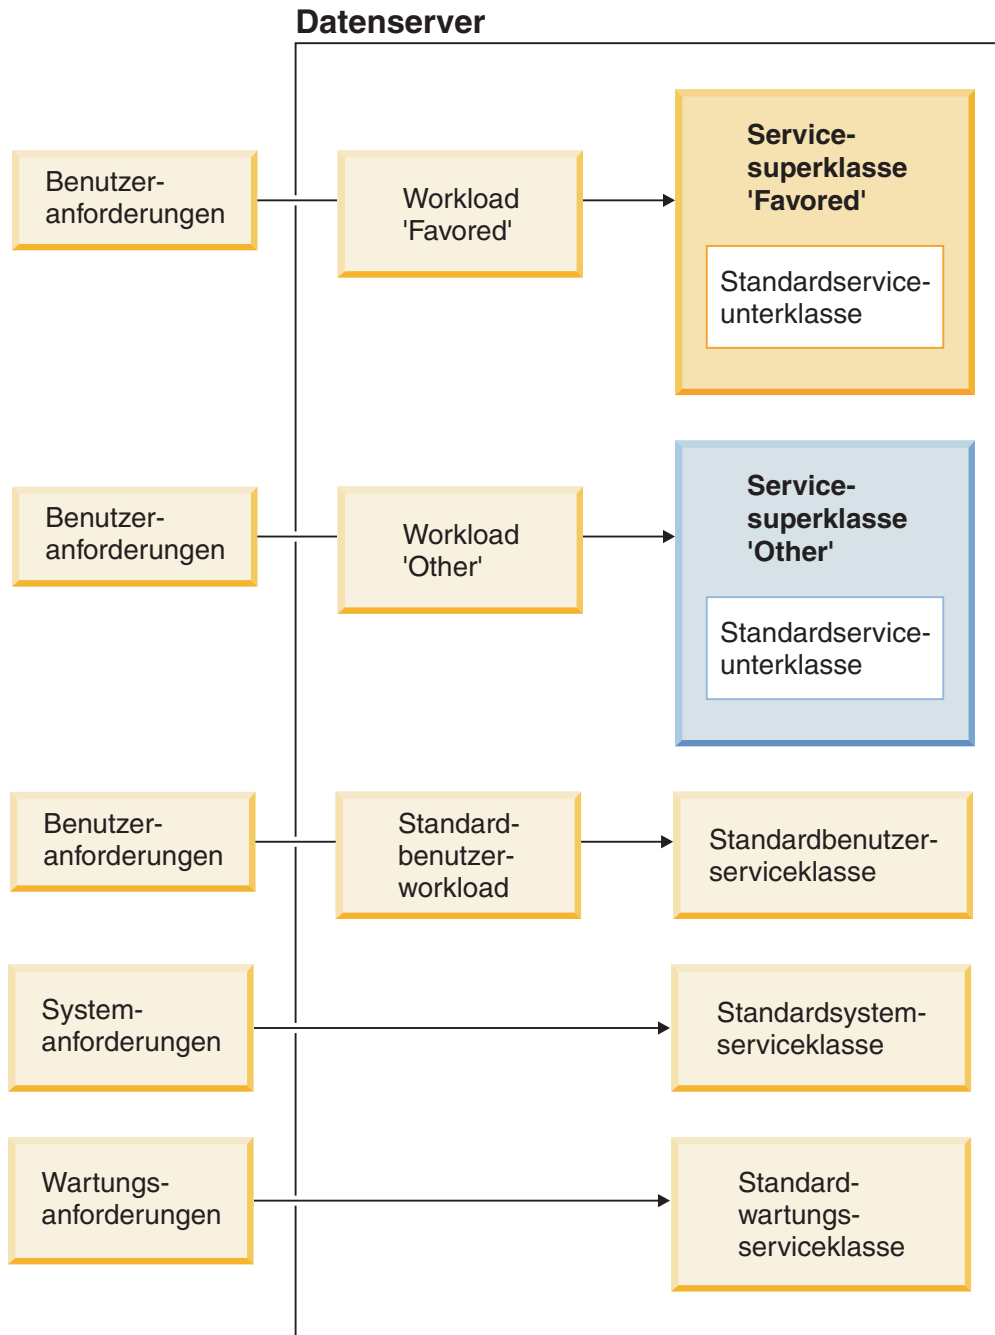 Datenserver
Benutzer-
anforderungen
Workload
'Favored'
Service-
superklasse
'Favored'
Standardservice-
unterklasse
Benutzer-
anforderungen
Workload
'Other'
Service-
superklasse
'Other'
Standardservice-
unterklasse
Benutzer-
anforderungen
Standard-
benutzer-
workload
Standardbenutzer-
serviceklasse
System-
anforderungen
Standardsystem-
serviceklasse
Wartungs-
anforderungen
Standard-
wartungs-
serviceklasse